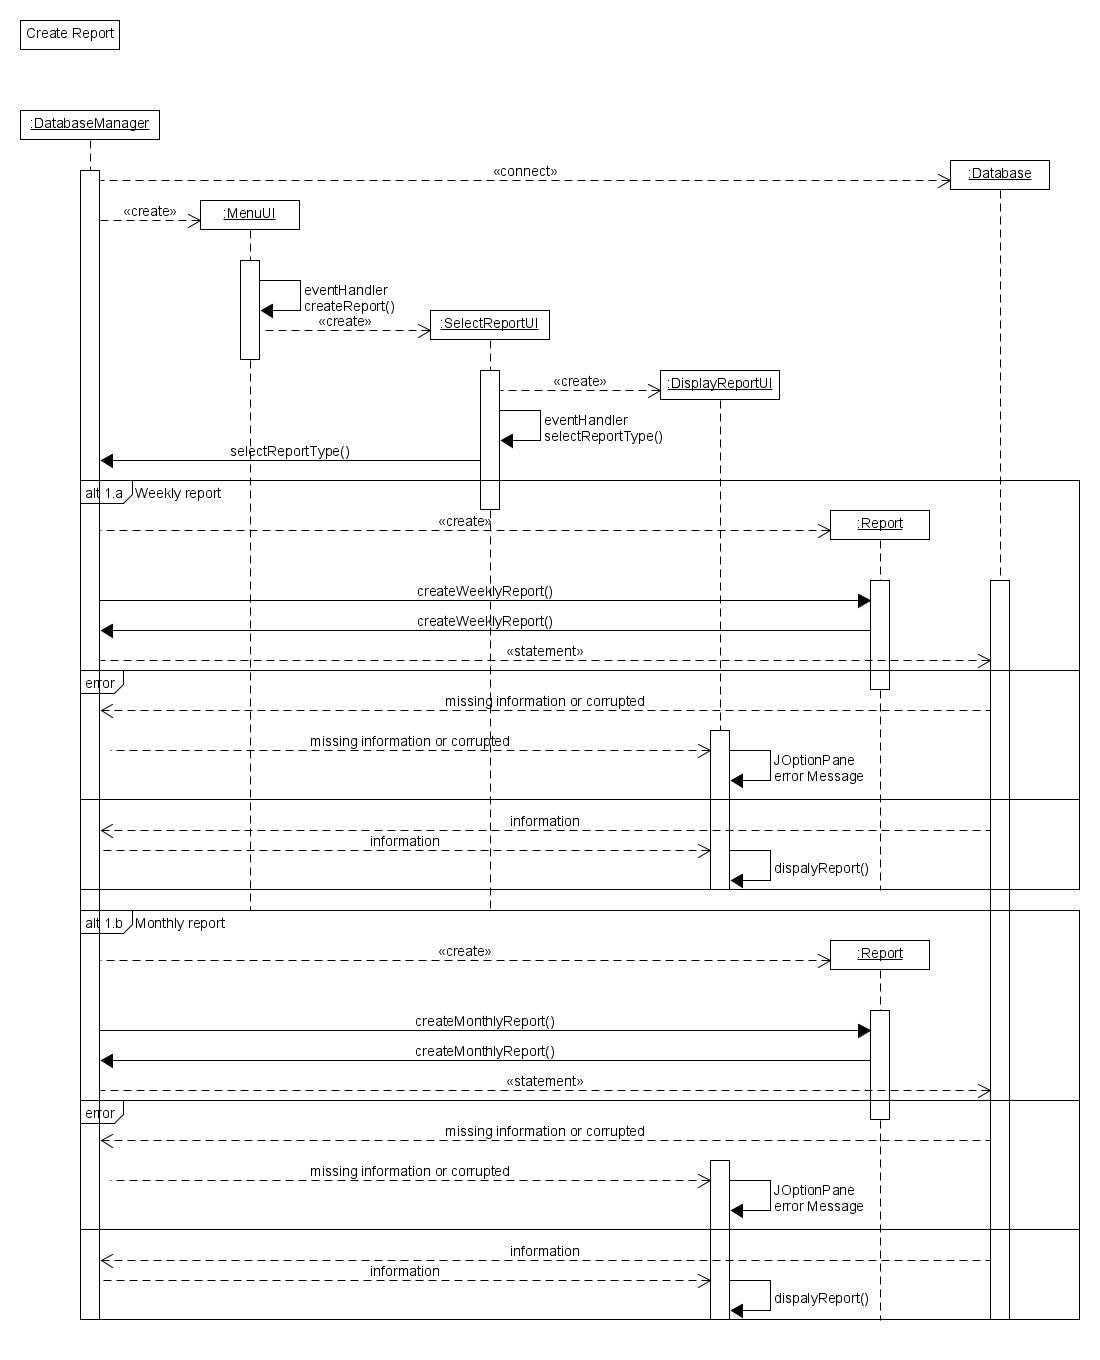 Create Report
:DatabaseManager
«connect»
:Database
«create»
:MenuUI
eventHandler
createReport()
«create»
:SelectReportUI
«create»
:DisplayReportUI
eventHandler
selectReportType()
selectReportType()
alt 1.a
Weekly report
«create»
:Report
createWeeklyReport()
createWeeklyReport()
«statement»
error
missing information or corrupted
missing information or corrupted
JOptionPane
error Message
information
information
dispalyReport()
alt 1.b
Monthly report
«create»
:Report
createMonthlyReport()
createMonthlyReport()
«statement»
error
missing information or corrupted
missing information or corrupted
JOptionPane
error Message
information
information
dispalyReport()